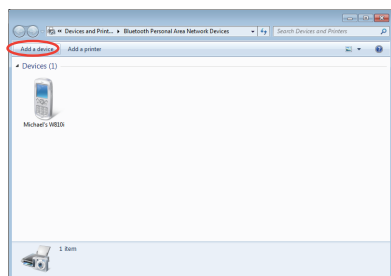 « Devices and Print... ▸ Bluetooth Personal Area Network Devices
Search Devices and Printers
Add a device
Add a printer
Devices (1)
Michael's W810i
1 item